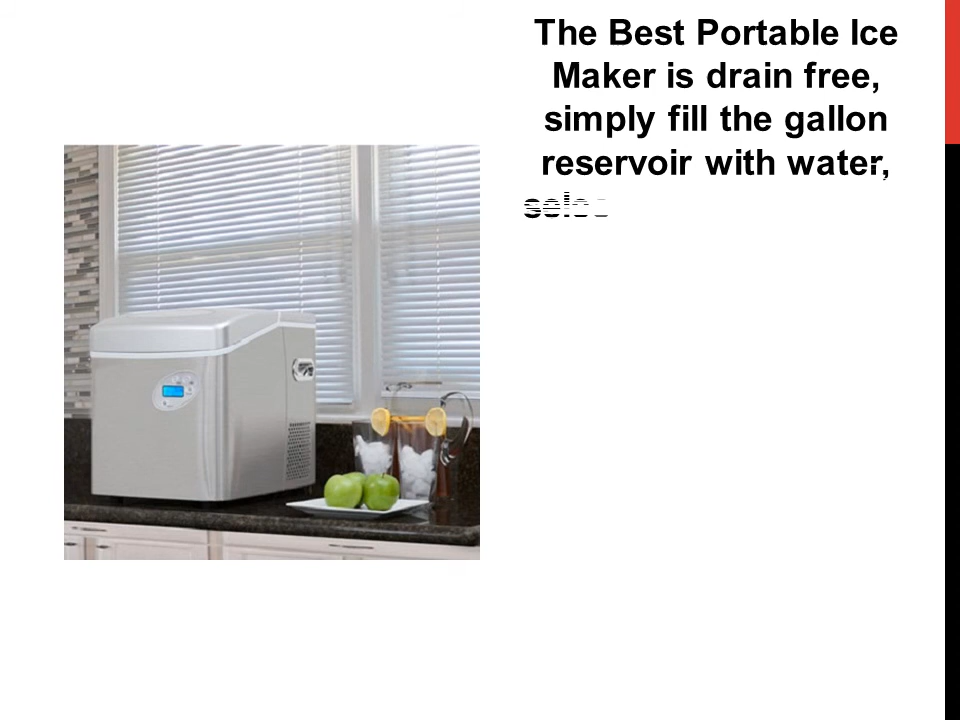 The Best Portable Ice
Maker is drain free,
simply fill the gallon
reservoir with water,